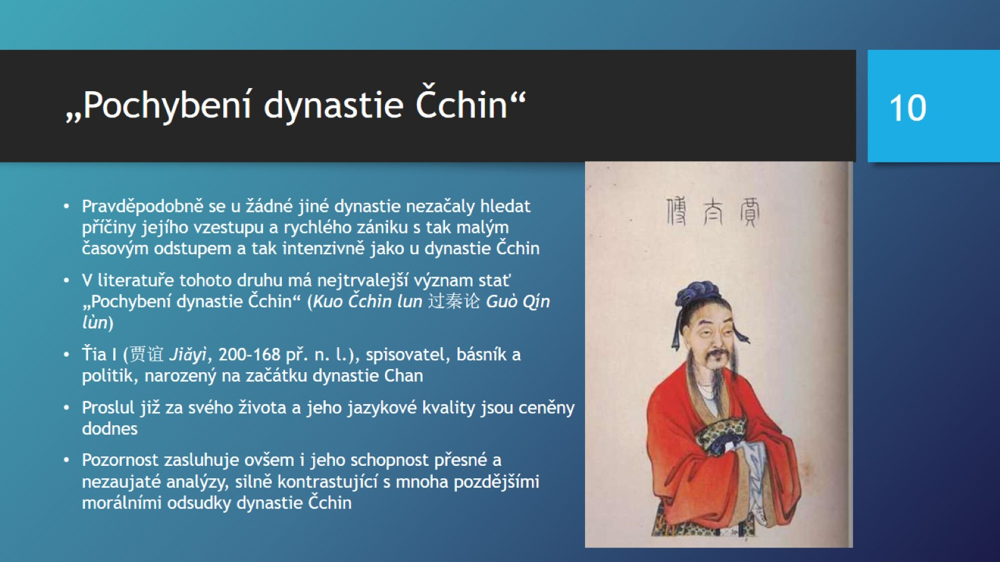 „Pochybení dynastie Čchin“
10
• Pravděpodobně se u žádné jiné dynastie nezačaly hledat
příčiny jejího vzestupu a rychlého zániku s tak malým
časovým odstupem a tak intenzivně jako u dynastie Čchin
• V literatuře tohoto druhu má nejtrvalejší význam stať
„Pochybení dynastie Čchin“ (Kuo Čchin lun 过秦论 Guò Qín
lùn)
• Ťia I (贾谊 Jiǎyì, 200–168 př. n. l.), spisovatel, básník a
politik, narozený na začátku dynastie Chan
• Proslul již za svého života a jeho jazykové kvality jsou ceněny
dodnes
• Pozornost zasluhuje ovšem i jeho schopnost přesné a
nezaujaté analýzy, silně kontrastující s mnoha pozdějšími
morálními odsudky dynastie Čchin
賈太傅